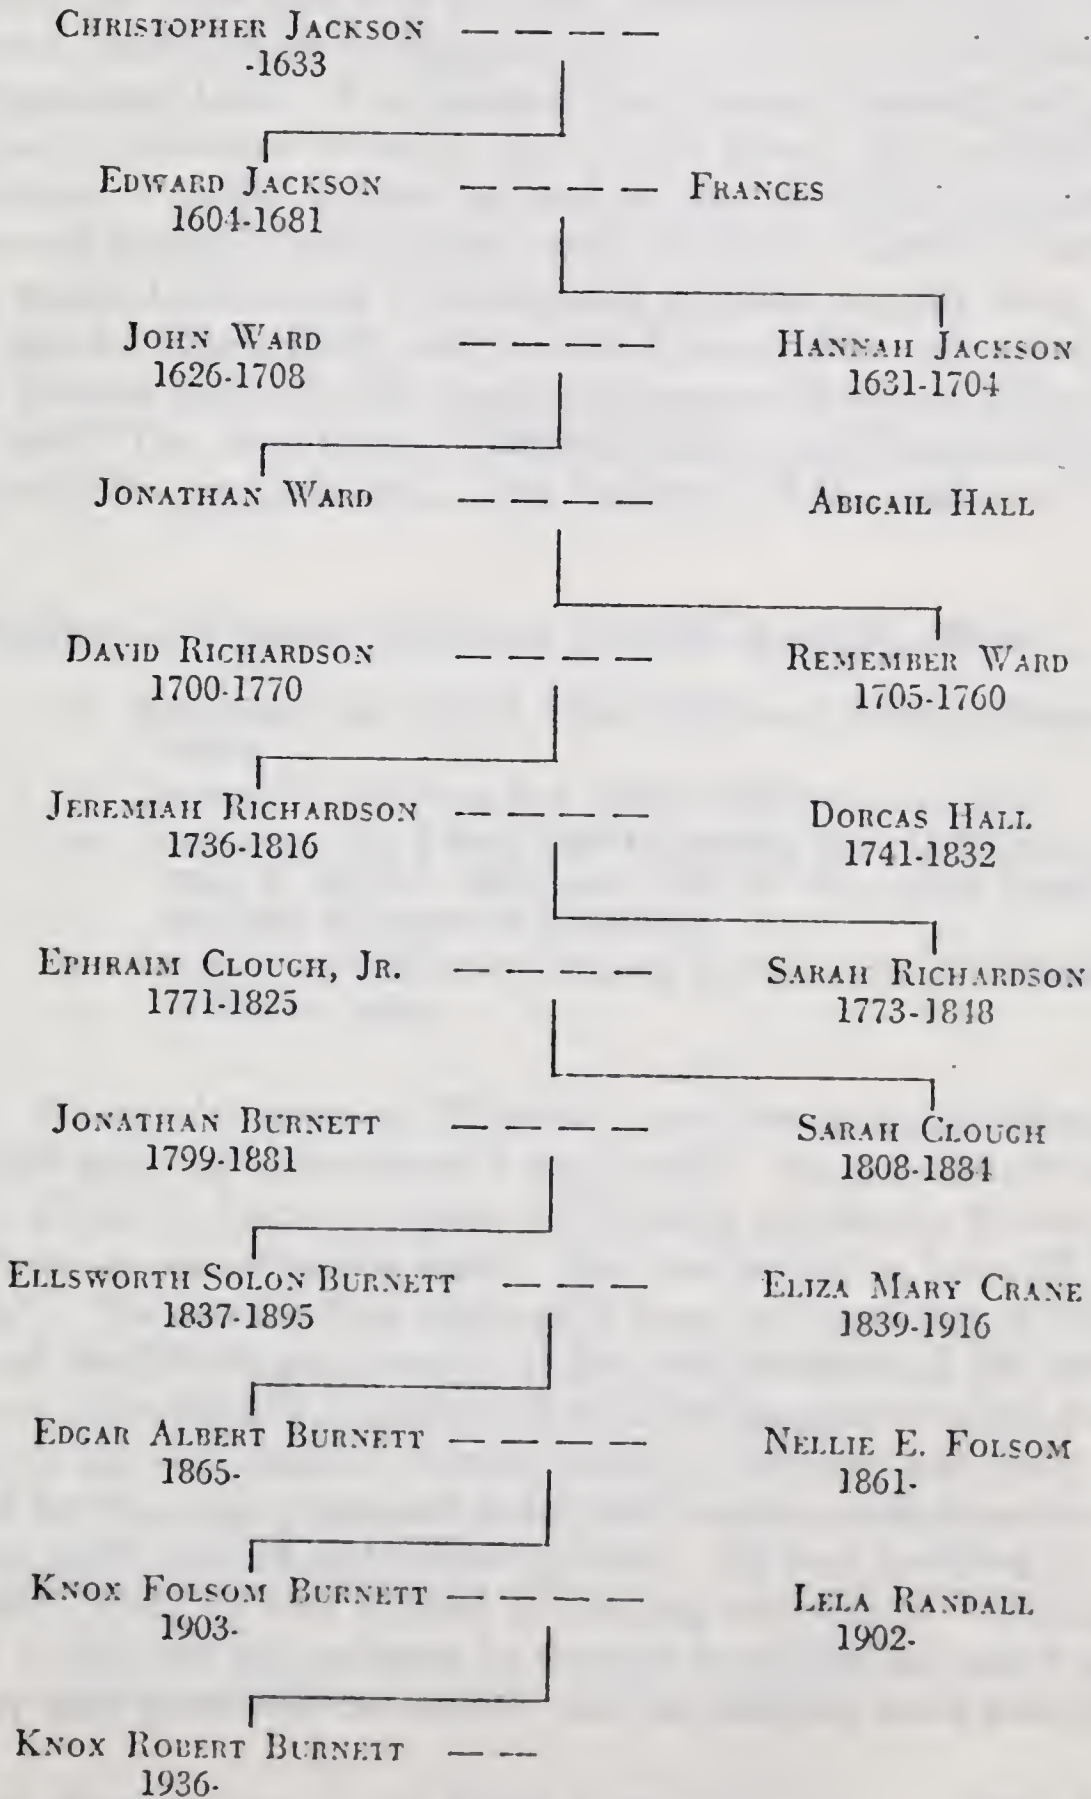 CHRISTOPHER JACKSON — — — —
-1633
EDWARD JACKSON — — — — FRANCES
1604-1681
JOHN WARD — — — — HANNAH JACKSON
1626-1708 1631-1704
JONATHAN WARD — — — — ABIGAIL HALL
DAVID RICHARDSON — — — — REMEMBER WARD
1700-1770 1705-1760
JEREMIAH RICHARDSON — — — — DORCAS HALL
1736-1816 1741-1832
EPHRAIM CLOUGH, JR. — — — — SARAH RICHARDSON
1771-1825 1773-1848
JONATHAN BURNETT — — — — SARAH CLOUGH
1799-1881 1808-1884
ELLSWORTH SOLON BURNETT — — — ELIZA MARY CRANE
1837-1895 1839-1916
EDGAR ALBERT BURNETT — — — — NELLIE E. FOLSOM
1865- 1861-
KNOX FOLSOM BURNETT — — — — LELA RANDALL
1903- 1902-
KNOX ROBERT BURNETT — —
1936-